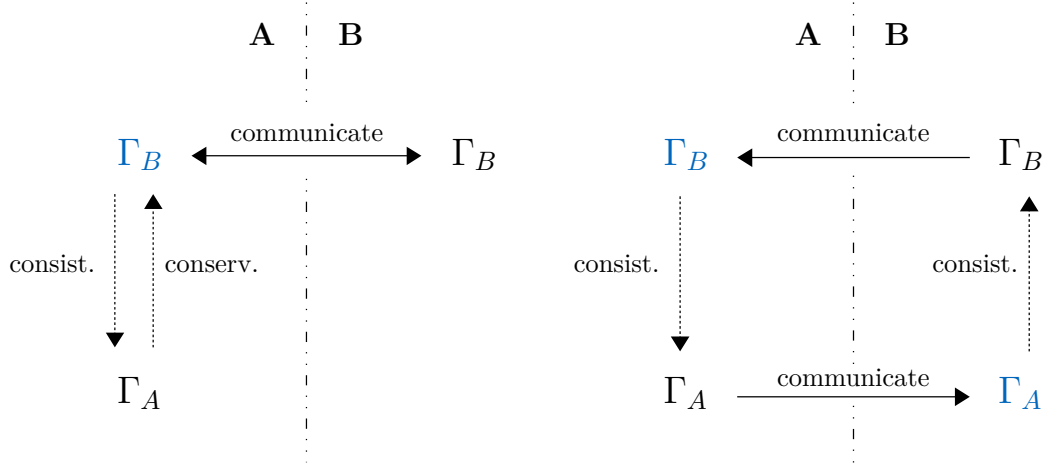 A B A B
communicate communicate
Γ_B Γ_B Γ_B Γ_B
consist. conserv. consist. consist.
communicate
Γ_A Γ_A Γ_A